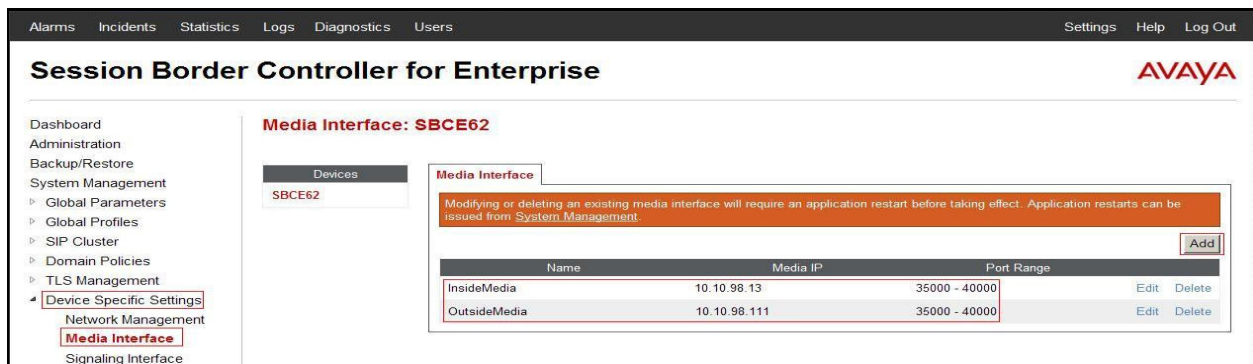 Alarms Incidents Statistics Logs Diagnostics Users Settings Help Log Out
Session Border Controller for Enterprise
AVAYA
Dashboard
Administration
Backup/Restore
System Management
Global Parameters
Global Profiles
SIP Cluster
Domain Policies
TLS Management
Device Specific Settings
Network Management
Media Interface
Signaling Interface
Media Interface: SBCE62
Devices
SBCE62
Media Interface
Modifying or deleting an existing media interface will require an application restart before taking effect. Application restarts can be
issued from System Management.
Add
Name Media IP Port Range
InsideMedia 10.10.98.13 35000 - 40000 Edit Delete
OutsideMedia 10.10.98.111 35000 - 40000 Edit Delete